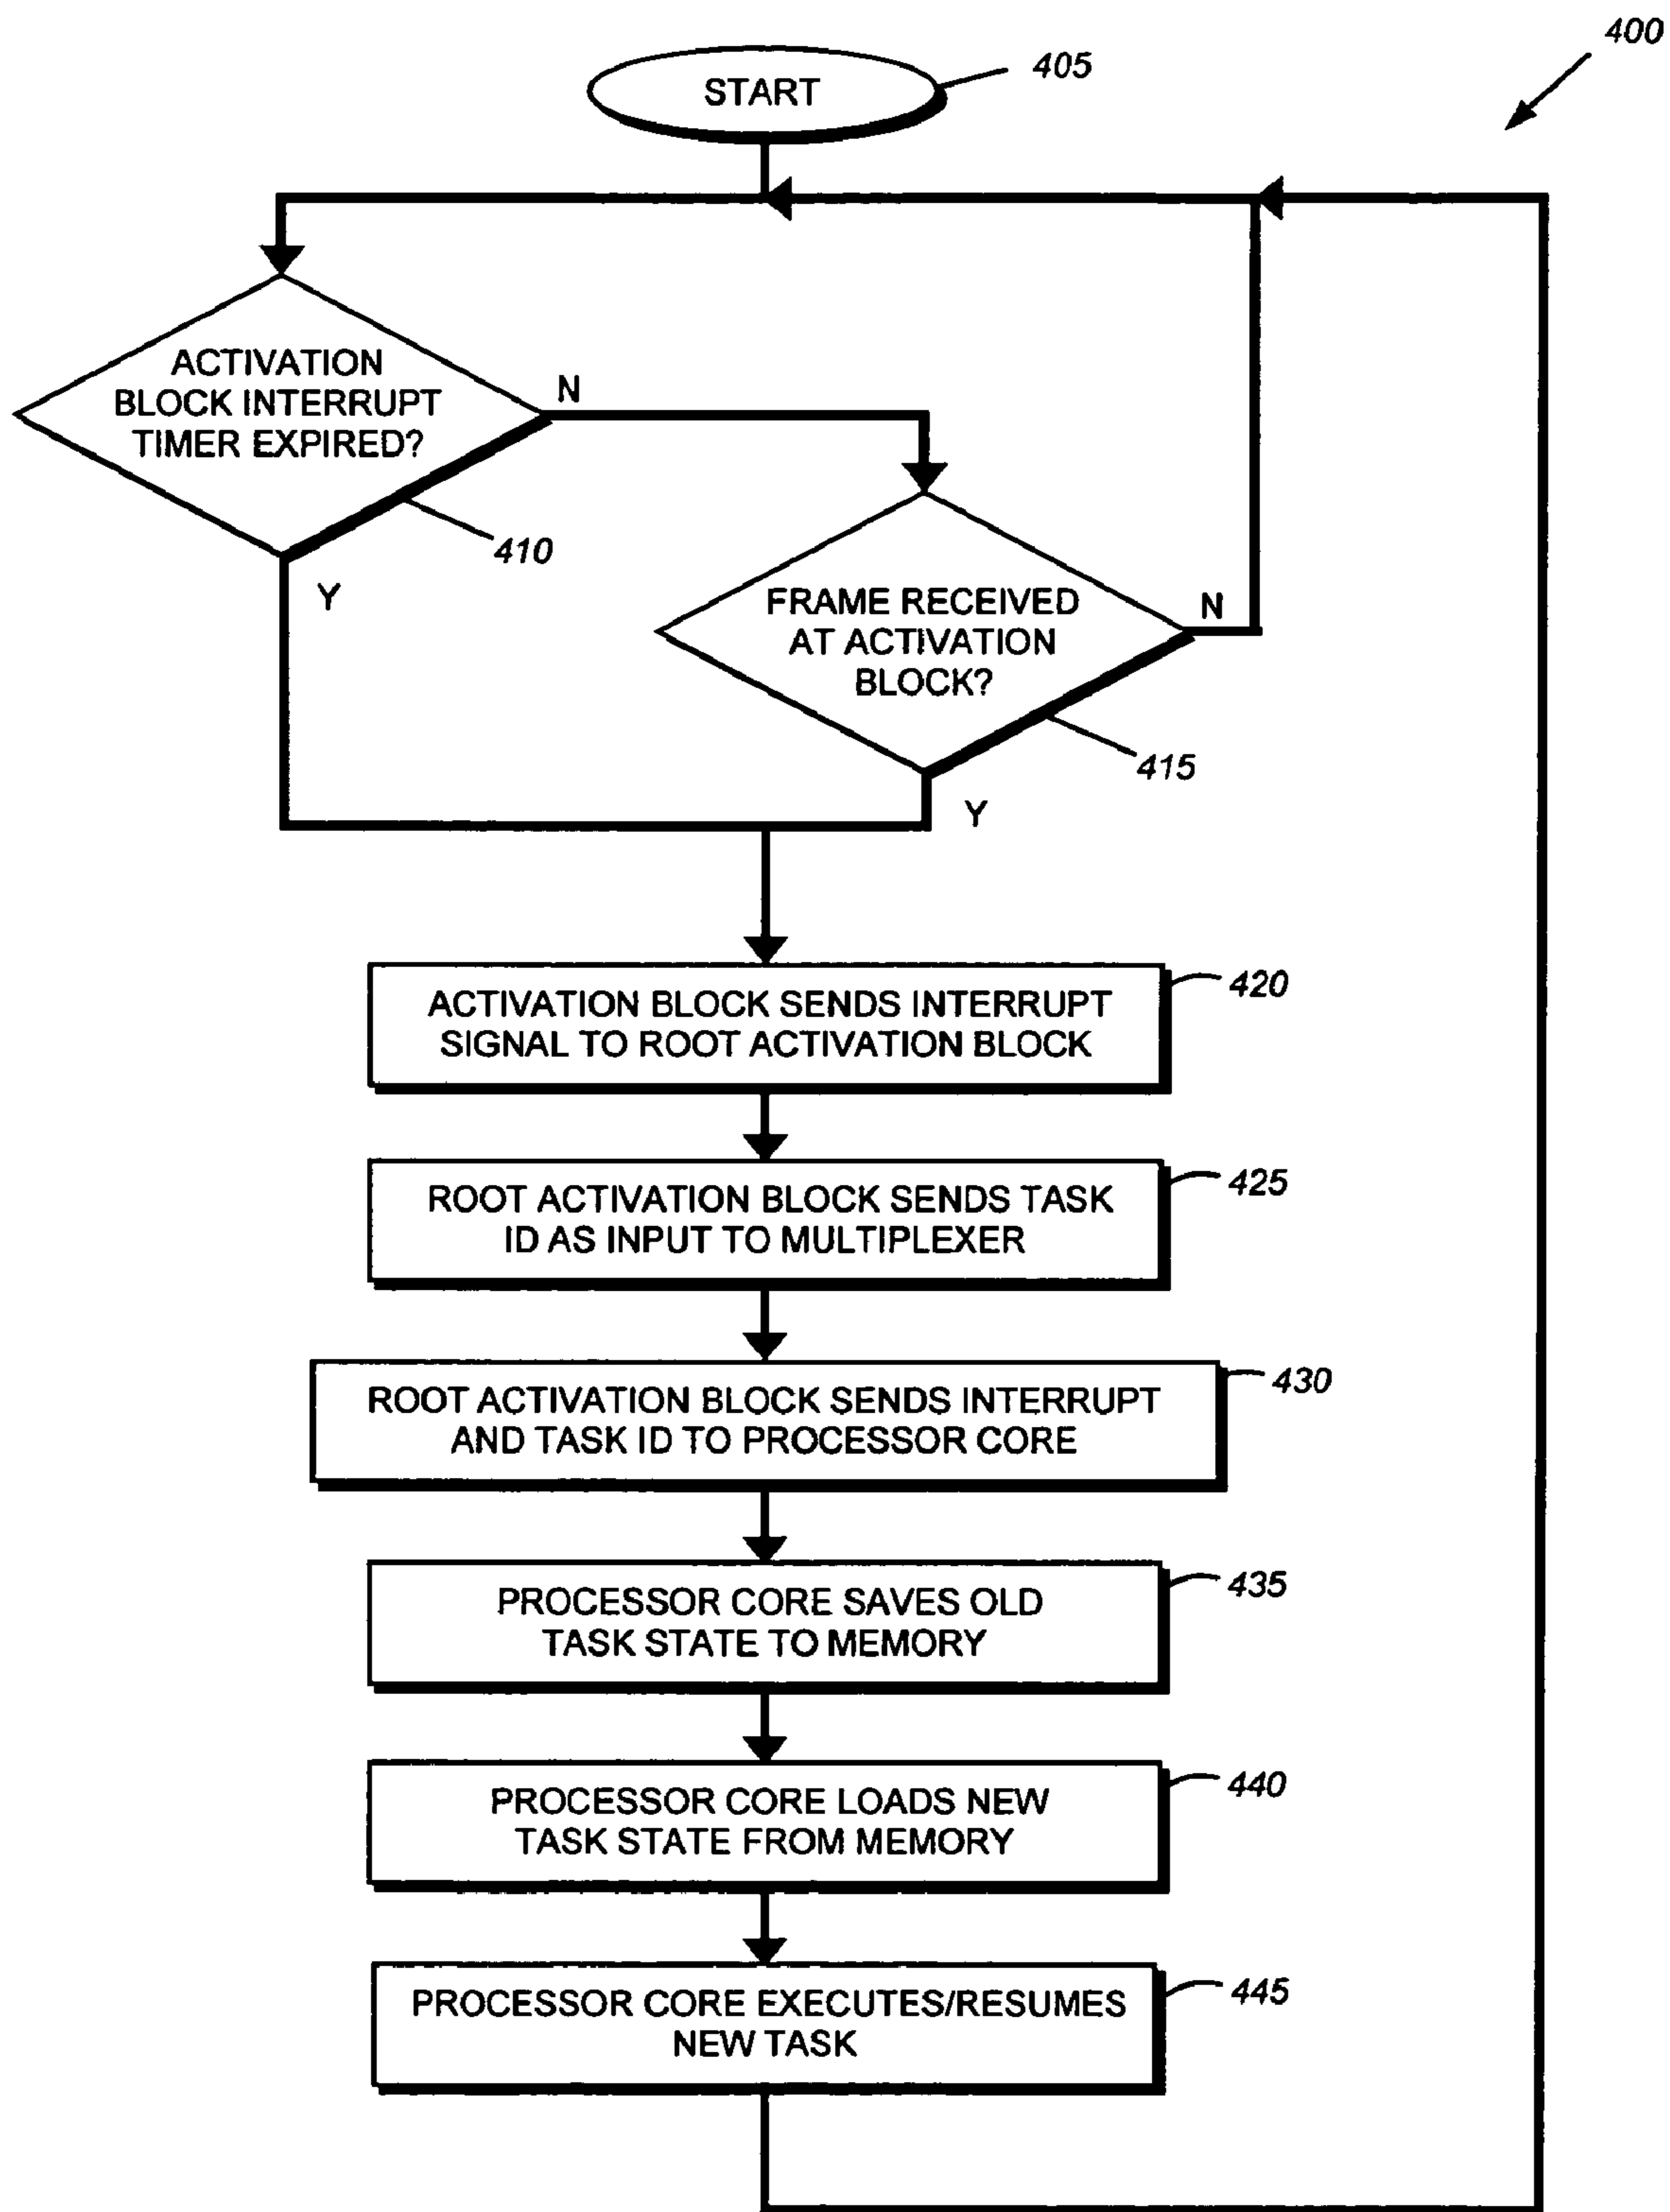 400
START
405
ACTIVATION
BLOCK INTERRUPT
TIMER EXPIRED?
N
410
Y
FRAME RECEIVED
AT ACTIVATION
BLOCK?
N
415
Y
ACTIVATION BLOCK SENDS INTERRUPT
SIGNAL TO ROOT ACTIVATION BLOCK
420
ROOT ACTIVATION BLOCK SENDS TASK
ID AS INPUT TO MULTIPLEXER
425
ROOT ACTIVATION BLOCK SENDS INTERRUPT
AND TASK ID TO PROCESSOR CORE
430
PROCESSOR CORE SAVES OLD
TASK STATE TO MEMORY
435
PROCESSOR CORE LOADS NEW
TASK STATE FROM MEMORY
440
PROCESSOR CORE EXECUTES/RESUMES
NEW TASK
445